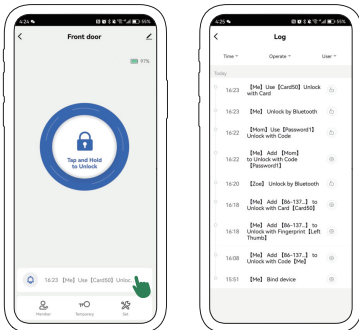 4:24
55%
Front door
91%
Tap and Hold
to Unlock
16:23 【Me】 Use 【Card50】 Unloc
Member
Temporary
Set
4:25
55%
Log
Time
Operate
User
Today
16:23 【Me】 Use 【Card50】 Unlock
with Card
16:23 【Me】 Unlock by Bluetooth
16:22 【Mom】 Use 【Password1】
Unlock with Code
16:22 【Me】 Add 【Mom】
to Unlock with Code
【Password1】
16:20 【Zoe】 Unlock by Bluetooth
16:18 【Me】 Add 【86-137...】 to
Unlock with Card 【Card50】
16:18 【Me】 Add 【86-137...】 to
Unlock with Fingerprint 【Left
Thumb】
16:08 【Me】 Add 【86-137...】 to
Unlock with Code 【Me】
15:51 【Me】 Bind device